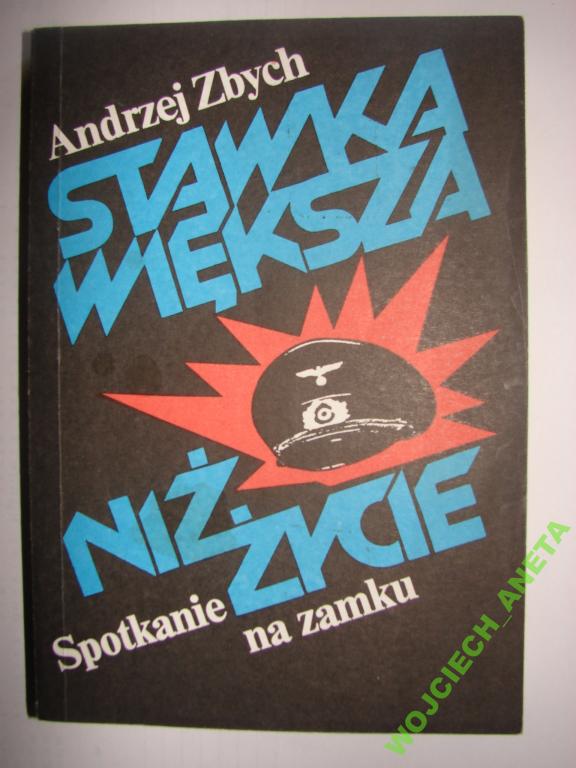 Andrzej Zbych
STAWKA
WIĘKSZA
NIŻ
ŻYCIE
Spotkanie
na zamku
WOJCIECH_ANETA